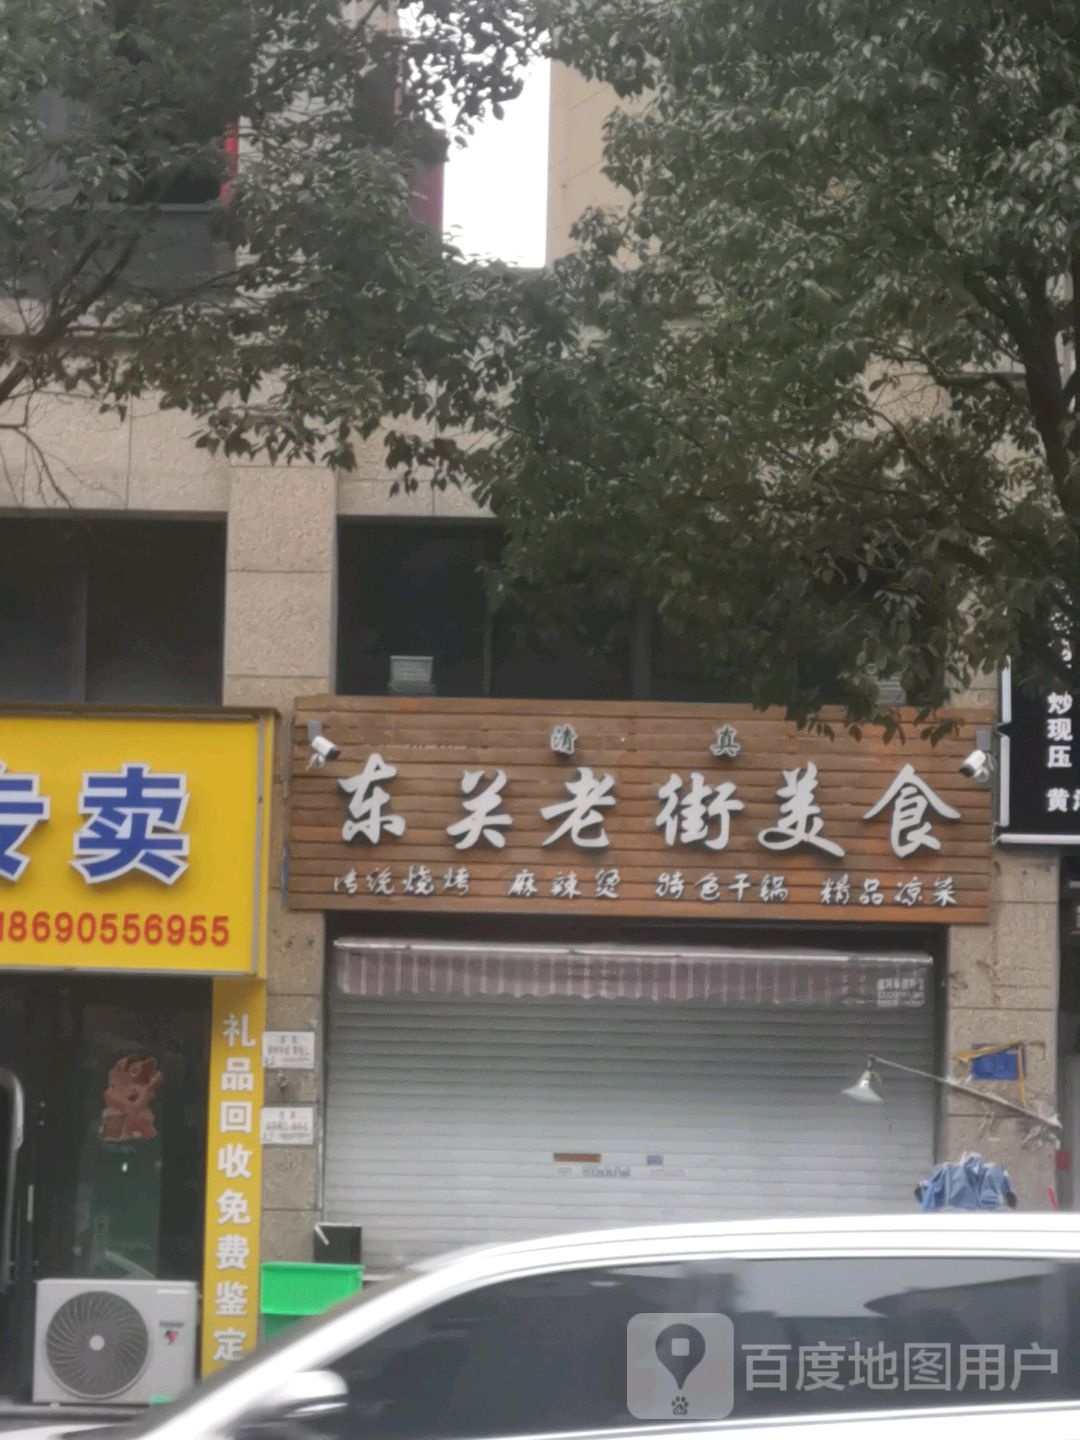 清真
东关老街美食
传统烧烤 麻辣烫 特色干锅 精品凉菜
专卖
18690556955
礼品回收免费鉴定
炒现压
百度地图用户